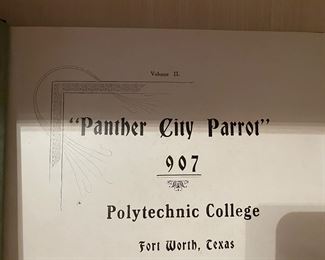 Volume II.
"Panther City Parrot"
907
Polytechnic College
Fort Worth, Texas